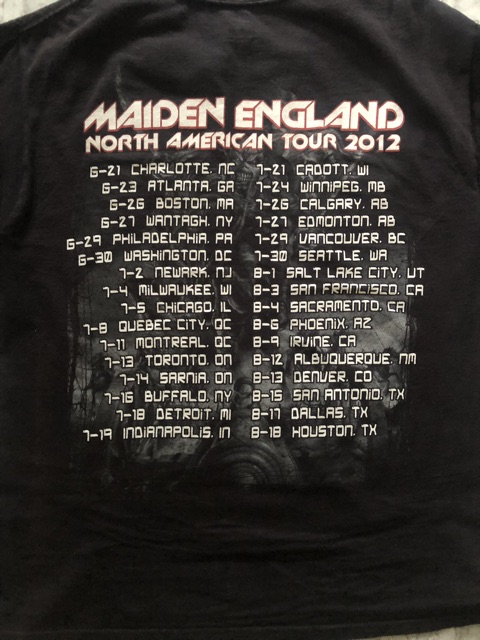 MAIDEN ENGLAND
NORTH AMERICAN TOUR 2012
6-21 CHARLOTTE, NC
6-23 ATLANTA, GA
6-26 BOSTON, MA
6-27 WANTAGH, NY
6-29 PHILADELPHIA, PA
6-30 WASHINGTON, DC
7-2 NEWARK, NJ
7-4 MILWAUKEE, WI
7-5 CHICAGO, IL
7-8 QUEBEC CITY, QC
7-11 MONTREAL, QC
7-13 TORONTO, ON
7-14 SARNIA, ON
7-16 BUFFALO, NY
7-18 DETROIT, MI
7-19 INDIANAPOLIS, IN
7-21 CADOTT, WI
7-24 WINNIPEG, MB
7-26 CALGARY, AB
7-27 EDMONTON, AB
7-29 VANCOUVER, BC
7-30 SEATTLE, WA
8-1 SALT LAKE CITY, UT
8-3 SAN FRANCISCO, CA
8-4 SACRAMENTO, CA
8-6 PHOENIX, AZ
8-9 IRVINE, CA
8-12 ALBUQUERQUE, NM
8-13 DENVER, CO
8-15 SAN ANTONIO, TX
8-17 DALLAS, TX
8-18 HOUSTON, TX